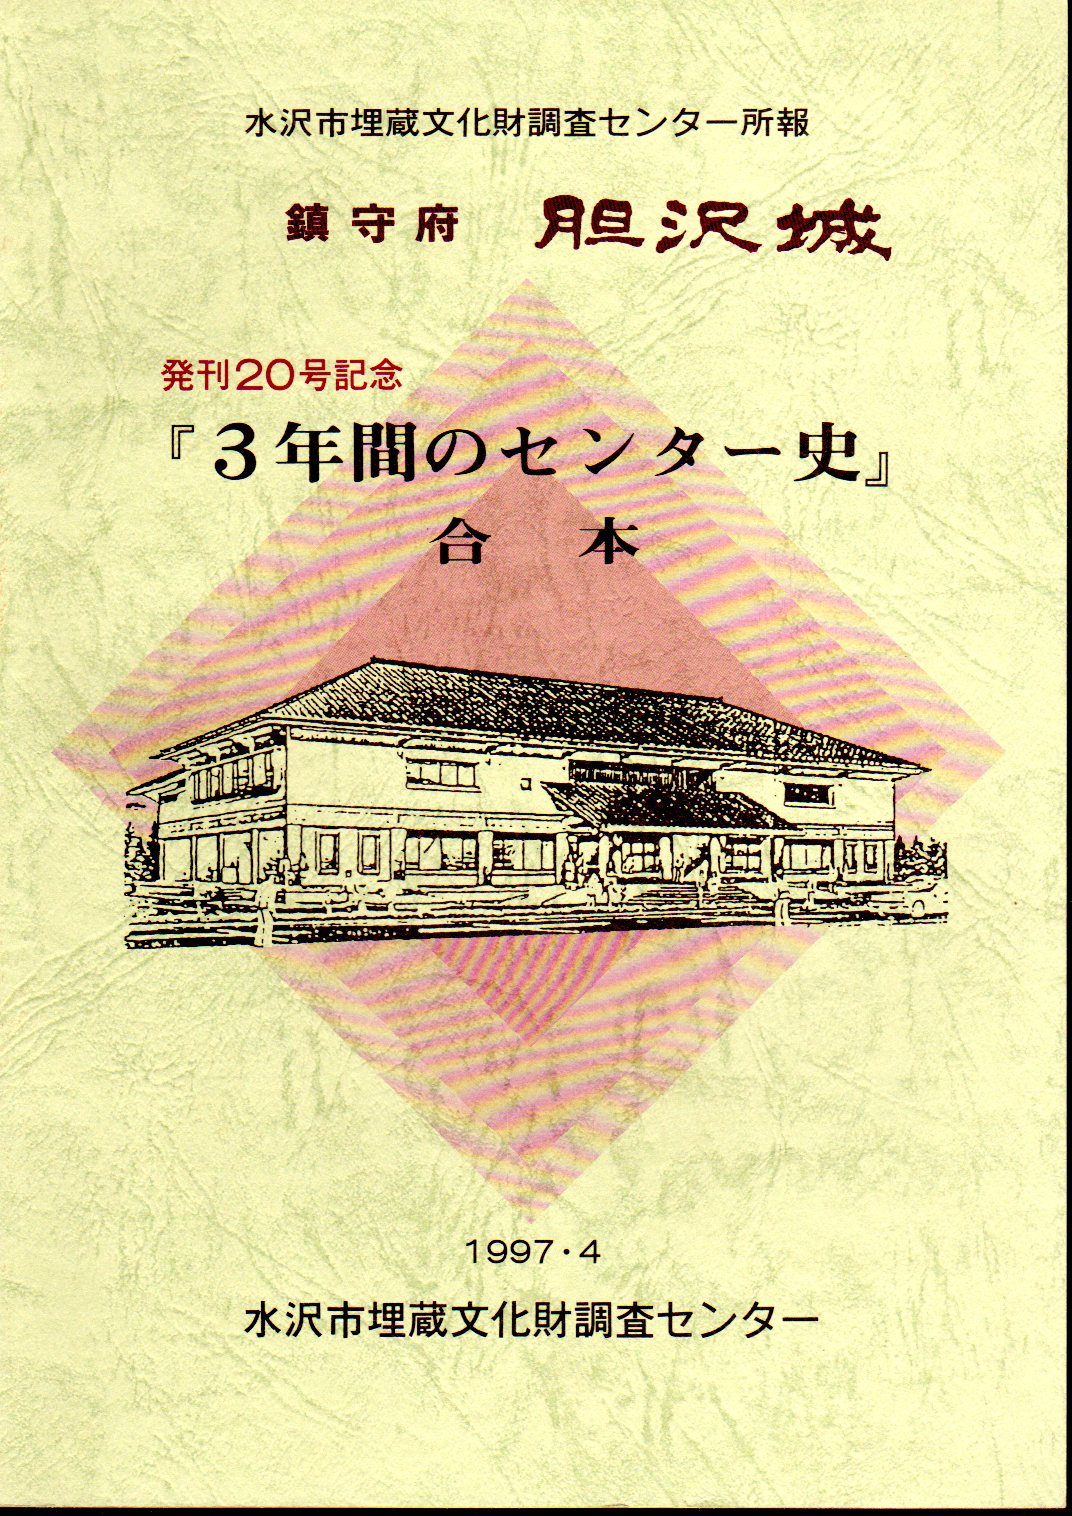 水沢市埋蔵文化財調査センター所報
鎮守府 胆沢城
発刊20号記念
『３年間のセンター史』
合 本
1997・4
水沢市埋蔵文化財調査センター